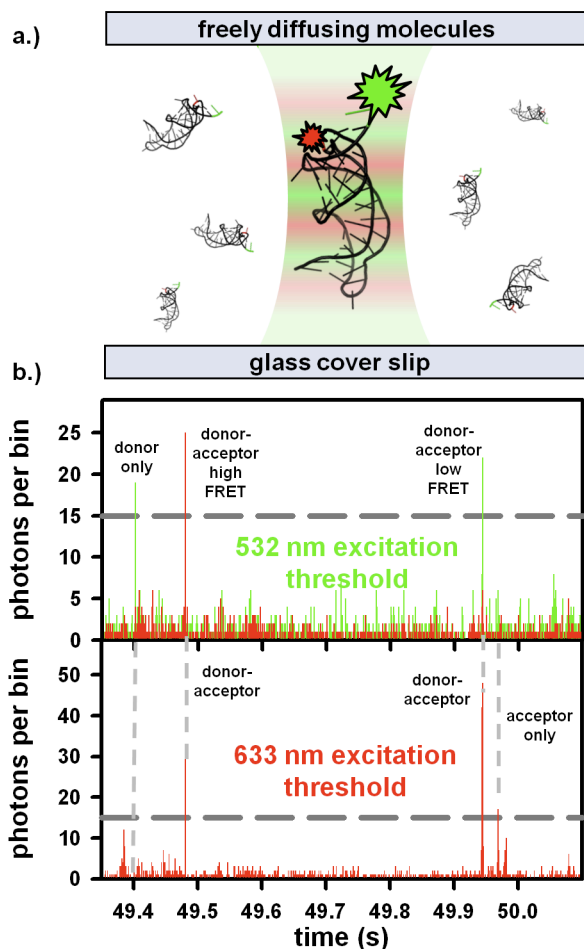 a.)
freely diffusing molecules
glass cover slip
b.)
photons per bin
25
20
15
10
5
0
donor
only
donor-
acceptor
high
FRET
donor-
acceptor
low
FRET
532 nm excitation
threshold
photons per bin
50
40
30
20
10
0
donor-
acceptor
donor-
acceptor
acceptor
only
633 nm excitation
threshold
49.4 49.5 49.6 49.7 49.8 49.9 50.0
time (s)